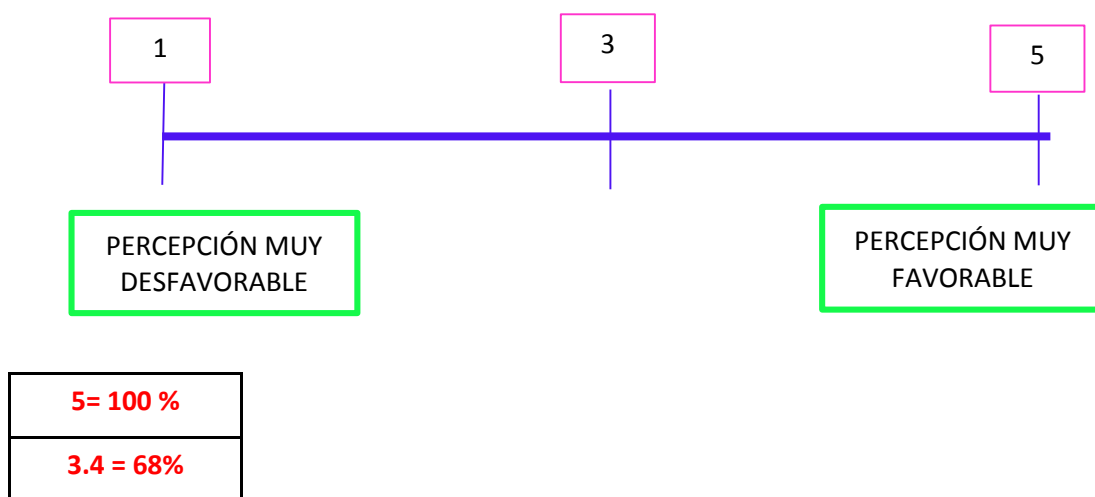 1
3
5
PERCEPCIÓN MUY
DESFAVORABLE
PERCEPCIÓN MUY
FAVORABLE
5= 100 %
3.4 = 68%